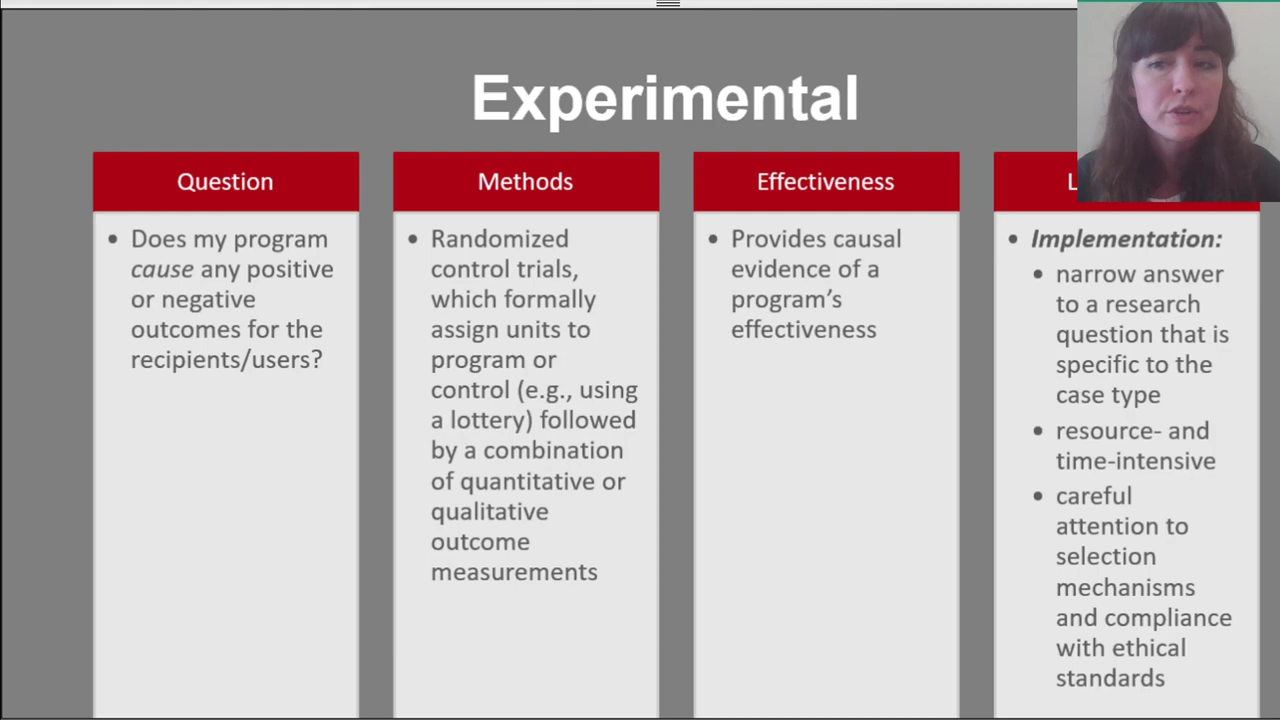 Experimental
Question
Does my program
cause any positive
or negative
outcomes for the
recipients/users?
Methods
Randomized
control trials,
which formally
assign units to
program or
control (e.g., using
a lottery) followed
by a combination
of quantitative or
qualitative
outcome
measurements
Effectiveness
Provides causal
evidence of a
program’s
effectiveness
Implementation:
narrow answer
to a research
question that is
specific to the
case type
resource- and
time-intensive
careful
attention to
selection
mechanisms
and compliance
with ethical
standards